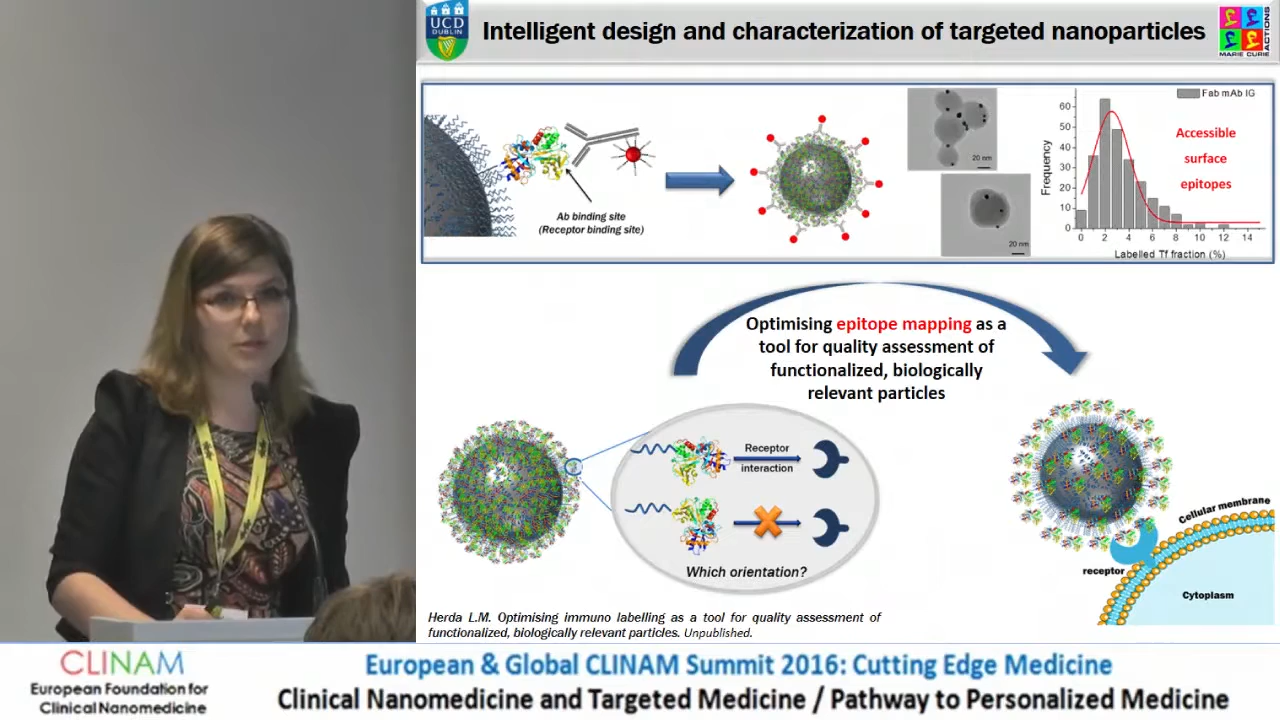 UCD
DUBLIN
Intelligent design and characterization of targeted nanoparticles
MARIE CURIE
ACTIONS
Ab binding site
(Receptor binding site)
20 nm
20 nm
Fab mAb IG
Accessible
surface
epitopes
Frequency
60
50
40
30
20
10
0
0 2 4 6 8 10 12 14
Labelled Tf fraction (%)
Optimising epitope mapping as a
tool for quality assessment of
functionalized, biologically
relevant particles
Receptor
interaction
Which orientation?
Cellular membrane
receptor
Cytoplasm
Herda L.M. Optimising immuno labelling as a tool for quality assessment of
functionalized, biologically relevant particles. Unpublished.
CLINAM
European Foundation for
Clinical Nanomedicine
European & Global CLINAM Summit 2016: Cutting Edge Medicine
Clinical Nanomedicine and Targeted Medicine / Pathway to Personalized Medicine